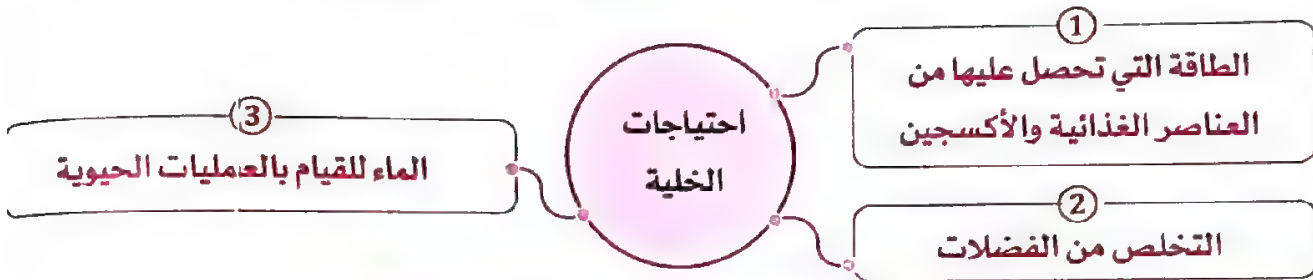 احتياجات
الخلية
①
الطاقة التي تحصل عليها من
العناصر الغذائية والأكسجين
②
التخلص من الفضلات
③
الماء للقيام بالعمليات الحيوية